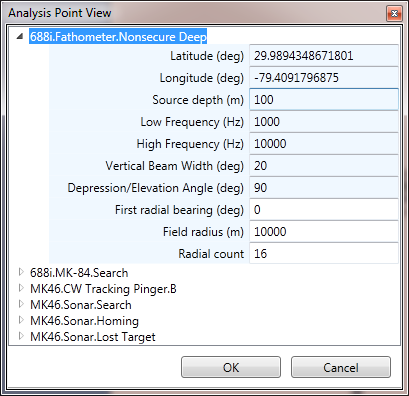 Analysis Point View
688i.Fathometer.Nonsecure Deep
Latitude (deg) 29.9894348671801
Longitude (deg) -79.4091796875
Source depth (m) 100
Low Frequency (Hz) 1000
High Frequency (Hz) 10000
Vertical Beam Width (deg) 20
Depression/Elevation Angle (deg) 90
First radial bearing (deg) 0
Field radius (m) 10000
Radial count 16
688i.MK-84.Search
MK46.CW Tracking Pinger.B
MK46.Sonar.Search
MK46.Sonar.Homing
MK46.Sonar.Lost Target
OK Cancel